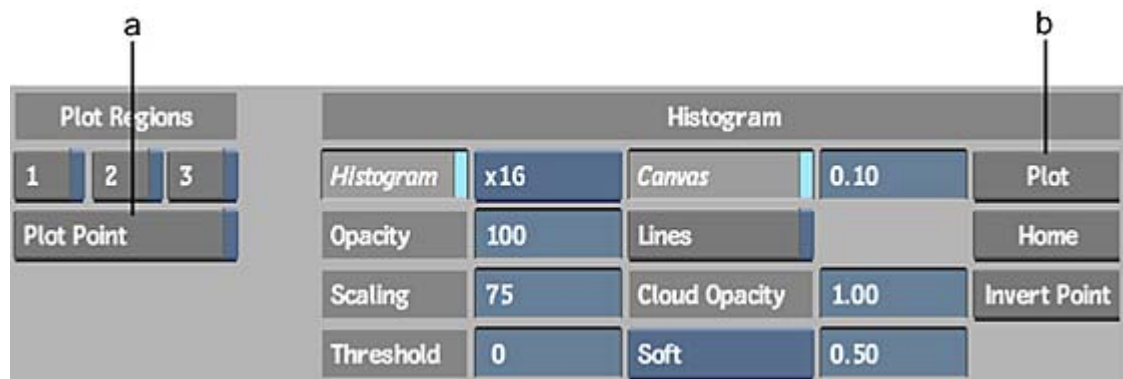 a b
Plot Regions Histogram
1 2 3 Histogram x16 Canvas 0.10 Plot
Plot Point Opacity 100 Lines Home
Scaling 75 Cloud Opacity 1.00 Invert Point
Threshold 0 Soft 0.50